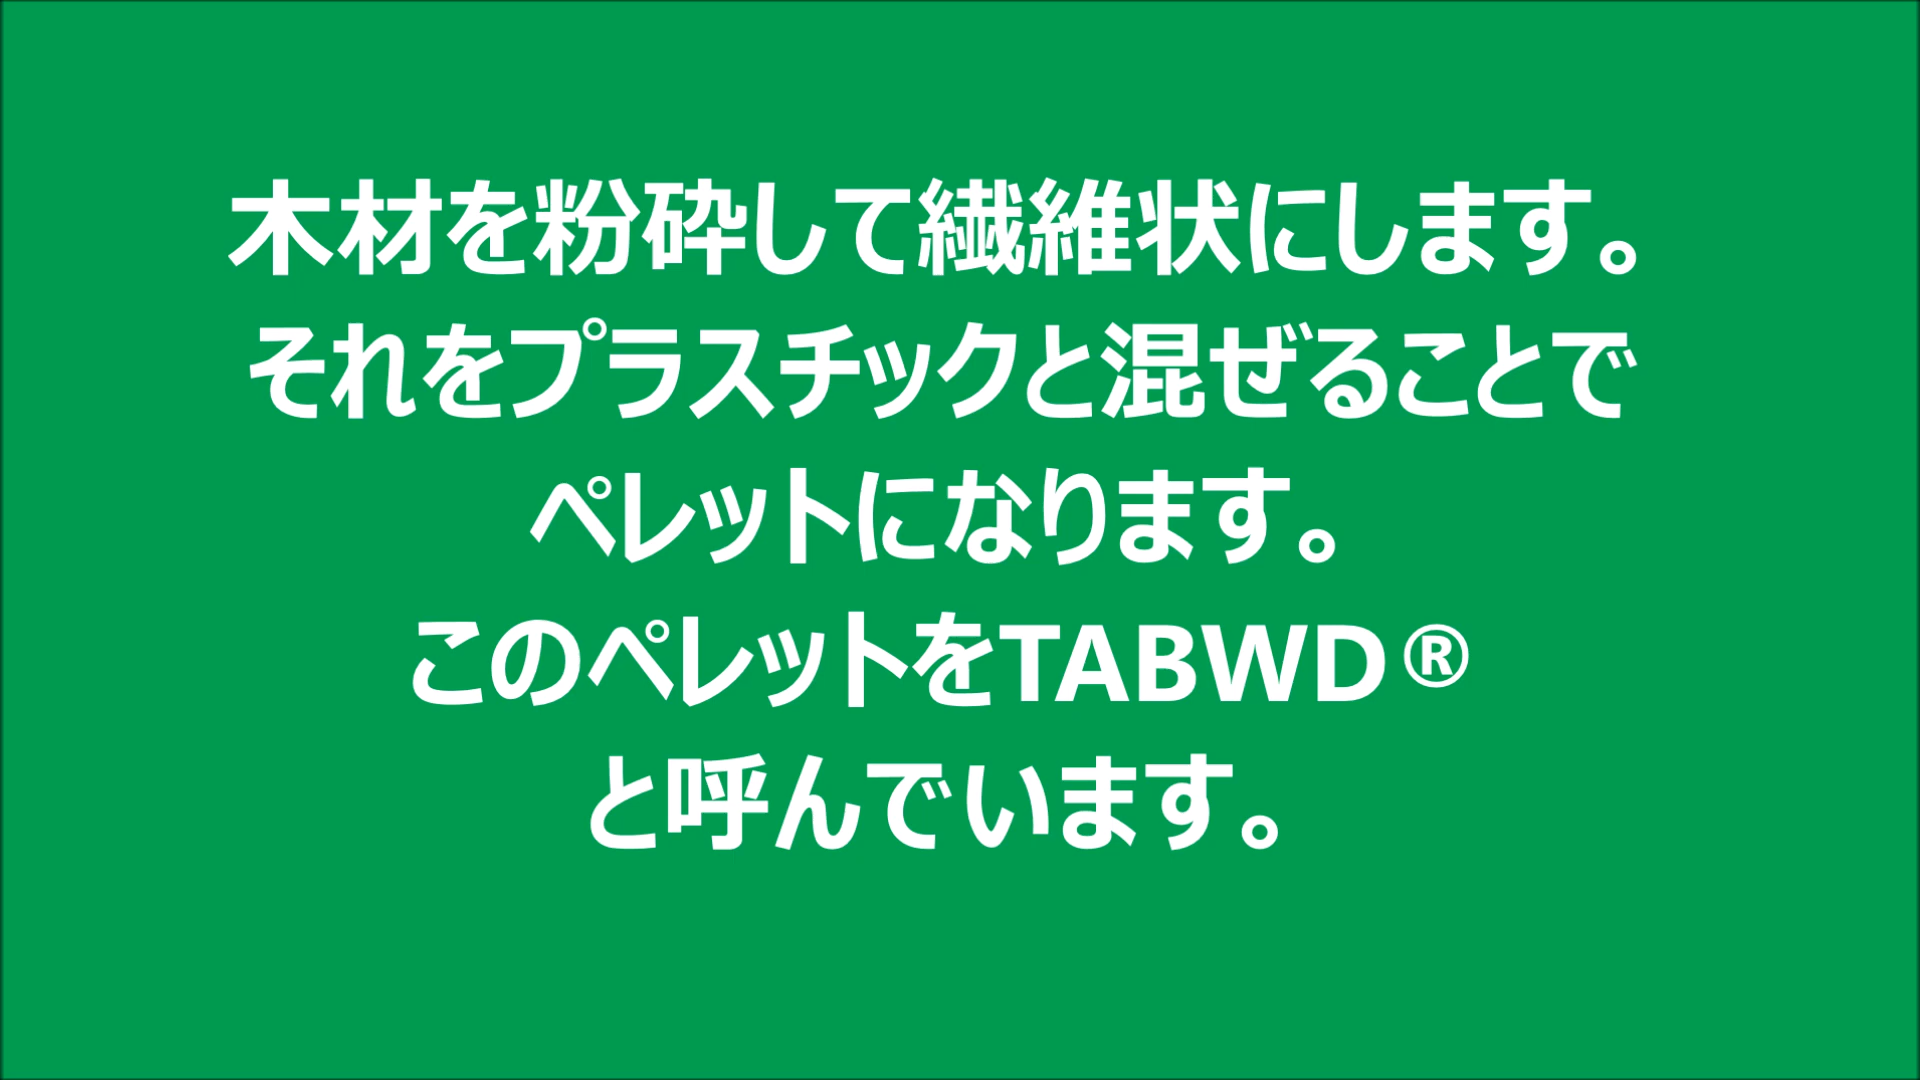 木材を粉砕して繊維状にします。
それをプラスチックと混ぜることで
ペレットになります。
このペレットをTABWD®
と呼んでいます。